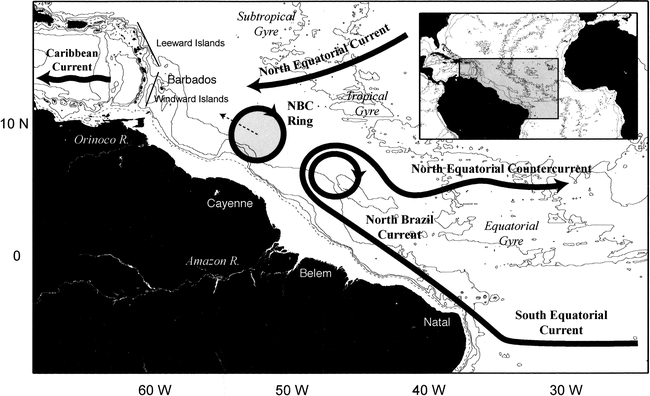 Subtropical
Gyre
Leeward Islands
Caribbean
Current
North Equatorial Current
Barbados
Windward Islands
NBC
Ring
Tropical
Gyre
10 N
Orinoco R.
North Equatorial Countercurrent
Cayenne
North Brazil
Current
Equatorial
Gyre
0
Amazon R.
Belem
South Equatorial
Current
Natal
60 W
50 W
40 W
30 W